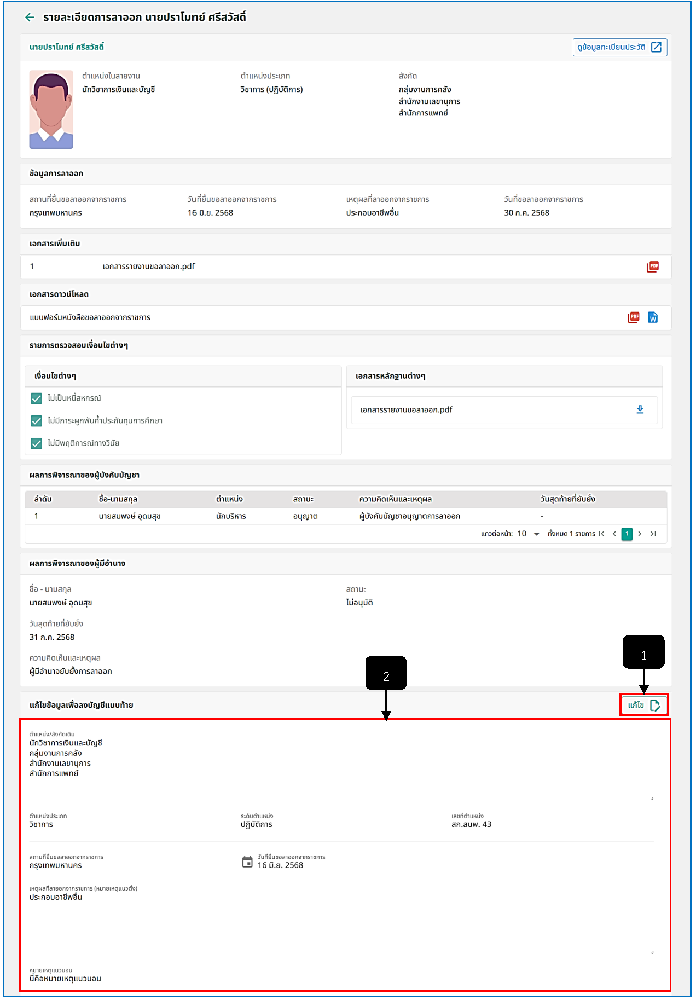 รายละเอียดการลาออก นายปราโมทย์ ศรีสวัสดิ์
นายปราโมทย์ ศรีสวัสดิ์
ดูข้อมูลทะเบียนประวัติ
ตำแหน่งในสายงาน ตำแหน่งประเภท สังกัด
นักวิชาการเงินและบัญชี วิชาการ (ปฏิบัติการ) กลุ่มงานการคลัง
สำนักงานเลขานุการ
สำนักการแพทย์
ข้อมูลการลาออก
สถานที่ยื่นขอลาออกจากราชการ วันที่ยื่นขอลาออกจากราชการ เหตุผลที่ลาออกจากราชการ วันที่ขอลาออกจากราชการ
กรุงเทพมหานคร 16 มิ.ย. 2568 ประกอบอาชีพอื่น 30 ก.ค. 2568
เอกสารเพิ่มเติม
1 เอกสารรายงานขอลาออก.pdf PDF
เอกสารดาวน์โหลด
แบบฟอร์มหนังสือขอลาออกจากราชการ PDF W
รายการตรวจสอบเงื่อนไขต่างๆ
เงื่อนไขต่างๆ
ไม่เป็นหนี้สหกรณ์
ไม่มีภาระผูกพันค้ำประกันทุนการศึกษา
ไม่มีพฤติการณ์ทางวินัย
เอกสารหลักฐานต่างๆ
เอกสารรายงานขอลาออก.pdf
ผลการพิจารณาของผู้บังคับบัญชา
ลำดับ ชื่อ-นามสกุล ตำแหน่ง สถานะ ความคิดเห็นและเหตุผล วันสุดท้ายที่ยับยั้ง
1 นายสมพงษ์ อุดมสุข นักบริหาร อนุญาต ผู้บังคับบัญชาอนุญาตการลาออก -
แถวต่อหน้า: 10 ทั้งหมด 1 รายการ 1
ผลการพิจารณาของผู้มีอำนาจ
ชื่อ - นามสกุล สถานะ
นายสมพงษ์ อุดมสุข ไม่อนุมัติ
วันสุดท้ายที่ยับยั้ง
31 ก.ค. 2568
ความคิดเห็นและเหตุผล
ผู้มีอำนาจยับยั้งการลาออก
1
2
แก้ไขข้อมูลเพื่อลงบัญชีแนบท้าย แก้ไข
ตำแหน่ง/สังกัดเดิม
นักวิชาการเงินและบัญชี
กลุ่มงานการคลัง
สำนักงานเลขานุการ
สำนักการแพทย์
ตำแหน่งประเภท ระดับตำแหน่ง เลขที่ตำแหน่ง
วิชาการ ปฏิบัติการ สก.สนพ. 43
สถานที่ยื่นขอลาออกจากราชการ วันที่ยื่นขอลาออกจากราชการ
กรุงเทพมหานคร 16 มิ.ย. 2568
เหตุผลที่ลาออกจากราชการ (หมายเหตุแนวตั้ง)
ประกอบอาชีพอื่น
หมายเหตุแนวนอน
นี่คือหมายเหตุแนวนอน